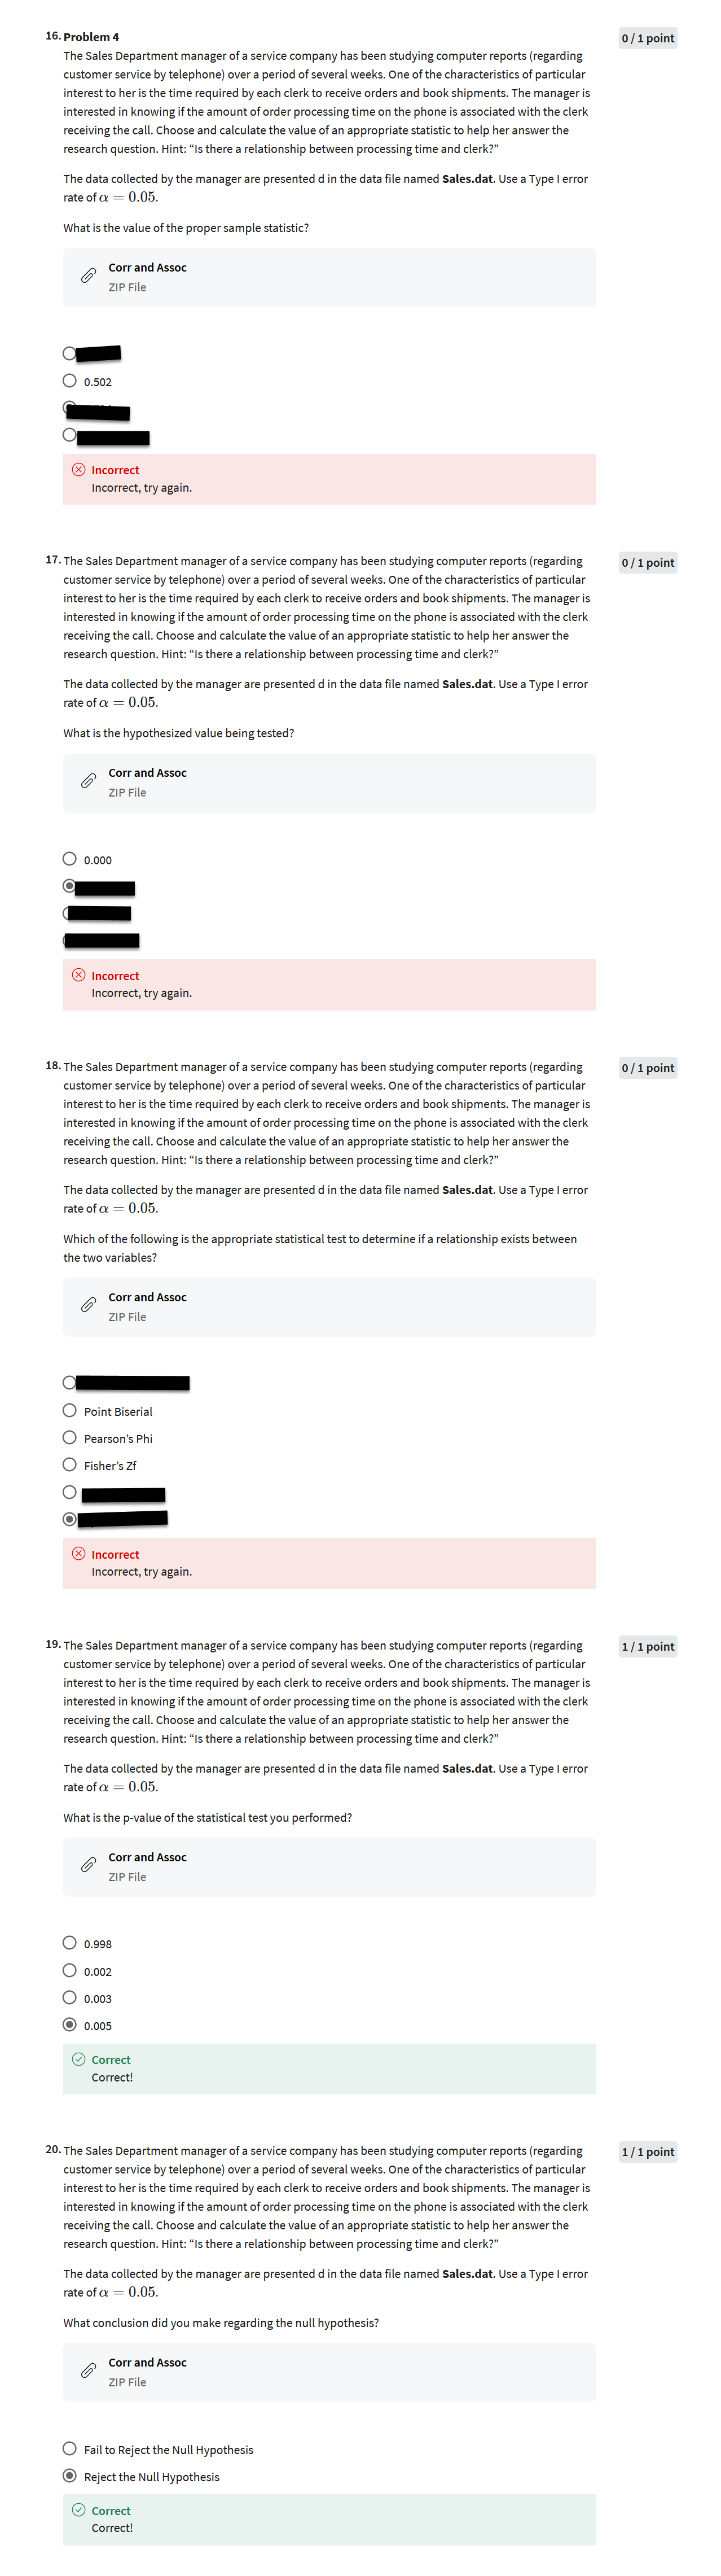 16. Problem 4
0 / 1 point
The Sales Department manager of a service company has been studying computer reports (regarding
customer service by telephone) over a period of several weeks. One of the characteristics of particular
interest to her is the time required by each clerk to receive orders and book shipments. The manager is
interested in knowing if the amount of order processing time on the phone is associated with the clerk
receiving the call. Choose and calculate the value of an appropriate statistic to help her answer the
research question. Hint: “Is there a relationship between processing time and clerk?”
The data collected by the manager are presented d in the data file named Sales.dat. Use a Type I error
rate of α = 0.05.
What is the value of the proper sample statistic?
Corr and Assoc
ZIP File
0.502
Incorrect
Incorrect, try again.
17. The Sales Department manager of a service company has been studying computer reports (regarding
0 / 1 point
customer service by telephone) over a period of several weeks. One of the characteristics of particular
interest to her is the time required by each clerk to receive orders and book shipments. The manager is
interested in knowing if the amount of order processing time on the phone is associated with the clerk
receiving the call. Choose and calculate the value of an appropriate statistic to help her answer the
research question. Hint: “Is there a relationship between processing time and clerk?”
The data collected by the manager are presented d in the data file named Sales.dat. Use a Type I error
rate of α = 0.05.
What is the hypothesized value being tested?
Corr and Assoc
ZIP File
0.000
Incorrect
Incorrect, try again.
18. The Sales Department manager of a service company has been studying computer reports (regarding
0 / 1 point
customer service by telephone) over a period of several weeks. One of the characteristics of particular
interest to her is the time required by each clerk to receive orders and book shipments. The manager is
interested in knowing if the amount of order processing time on the phone is associated with the clerk
receiving the call. Choose and calculate the value of an appropriate statistic to help her answer the
research question. Hint: “Is there a relationship between processing time and clerk?”
The data collected by the manager are presented d in the data file named Sales.dat. Use a Type I error
rate of α = 0.05.
Which of the following is the appropriate statistical test to determine if a relationship exists between
the two variables?
Corr and Assoc
ZIP File
Point Biserial
Pearson’s Phi
Fisher’s Zf
Incorrect
Incorrect, try again.
19. The Sales Department manager of a service company has been studying computer reports (regarding
1 / 1 point
customer service by telephone) over a period of several weeks. One of the characteristics of particular
interest to her is the time required by each clerk to receive orders and book shipments. The manager is
interested in knowing if the amount of order processing time on the phone is associated with the clerk
receiving the call. Choose and calculate the value of an appropriate statistic to help her answer the
research question. Hint: “Is there a relationship between processing time and clerk?”
The data collected by the manager are presented d in the data file named Sales.dat. Use a Type I error
rate of α = 0.05.
What is the p-value of the statistical test you performed?
Corr and Assoc
ZIP File
0.998
0.002
0.003
0.005
Correct
Correct!
20. The Sales Department manager of a service company has been studying computer reports (regarding
1 / 1 point
customer service by telephone) over a period of several weeks. One of the characteristics of particular
interest to her is the time required by each clerk to receive orders and book shipments. The manager is
interested in knowing if the amount of order processing time on the phone is associated with the clerk
receiving the call. Choose and calculate the value of an appropriate statistic to help her answer the
research question. Hint: “Is there a relationship between processing time and clerk?”
The data collected by the manager are presented d in the data file named Sales.dat. Use a Type I error
rate of α = 0.05.
What conclusion did you make regarding the null hypothesis?
Corr and Assoc
ZIP File
Fail to Reject the Null Hypothesis
Reject the Null Hypothesis
Correct
Correct!